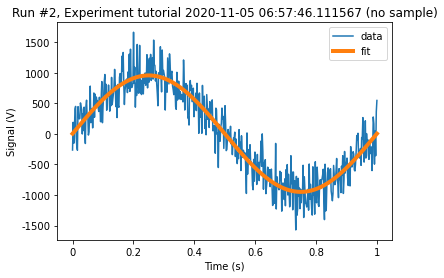 Run #2, Experiment tutorial 2020-11-05 06:57:46.111567 (no sample)
data
fit
Signal (V)
1500
1000
500
0
-500
-1000
-1500
0
0.2
0.4
0.6
0.8
1
Time (s)